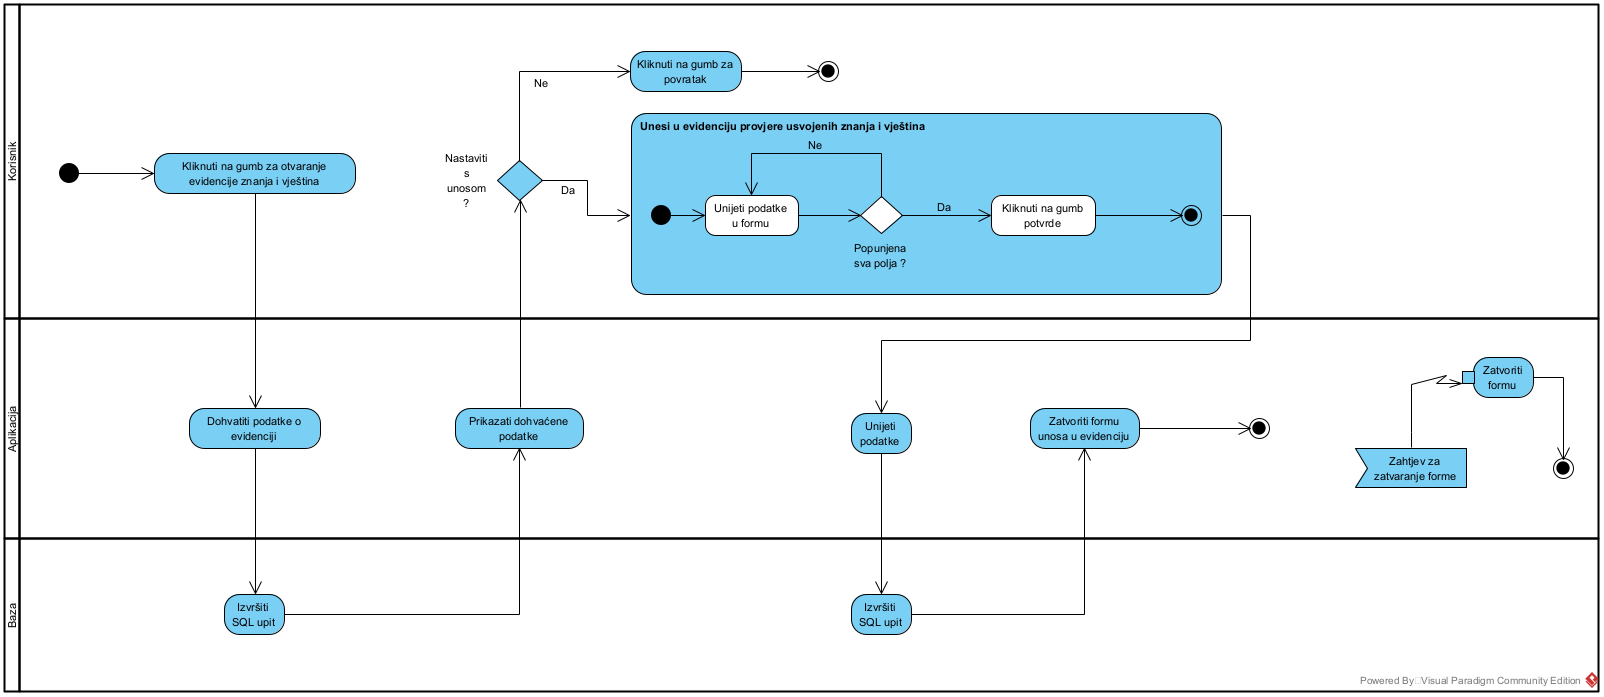 Korisnik
Kliknuti na gumb za otvaranje
evidencije znanja i vještina
Nastaviti
s
unosom
?
Ne
Da
Kliknuti na gumb za
povratak
Unesi u evidenciju provjere usvojenih znanja i vještina
Ne
Unijeti podatke
u formu
Popunjena
sva polja ?
Da
Kliknuti na gumb
potvrde
Aplikacija
Dohvatiti podatke o
evidenciji
Prikazati dohvaćene
podatke
Unijeti
podatke
Zatvoriti formu
unosa u evidenciju
Zahtjev za
zatvaranje forme
Zatvoriti
formu
Baza
Izvršiti
SQL upit
Izvršiti
SQL upit
Powered By Visual Paradigm Community Edition